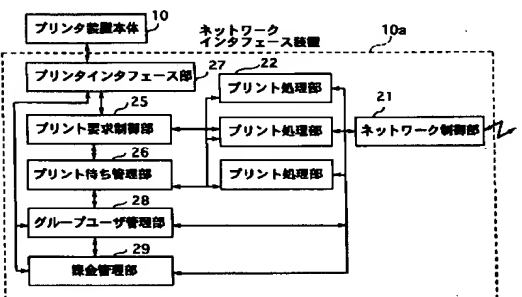 10
プリンタ装置本体
ネットワーク
インタフェース装置
10a
プリンタインタフェース部
27
22
プリント処理部
25
21
プリント要求制御部
プリント処理部
ネットワーク制御部
26
プリント待ち管理部
プリント処理部
28
グループユーザ管理部
29
課金管理部